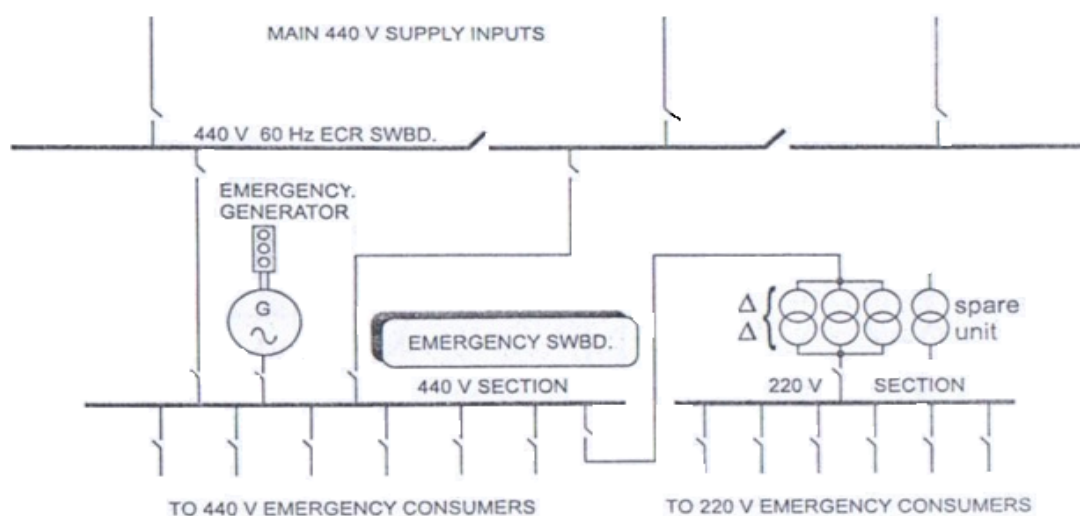 MAIN 440 V SUPPLY INPUTS
440 V 60 Hz ECR SWBD.
EMERGENCY.
GENERATOR
G
EMERGENCY SWBD.
440 V SECTION
Δ
Δ
spare
unit
220 V SECTION
TO 440 V EMERGENCY CONSUMERS
TO 220 V EMERGENCY CONSUMERS